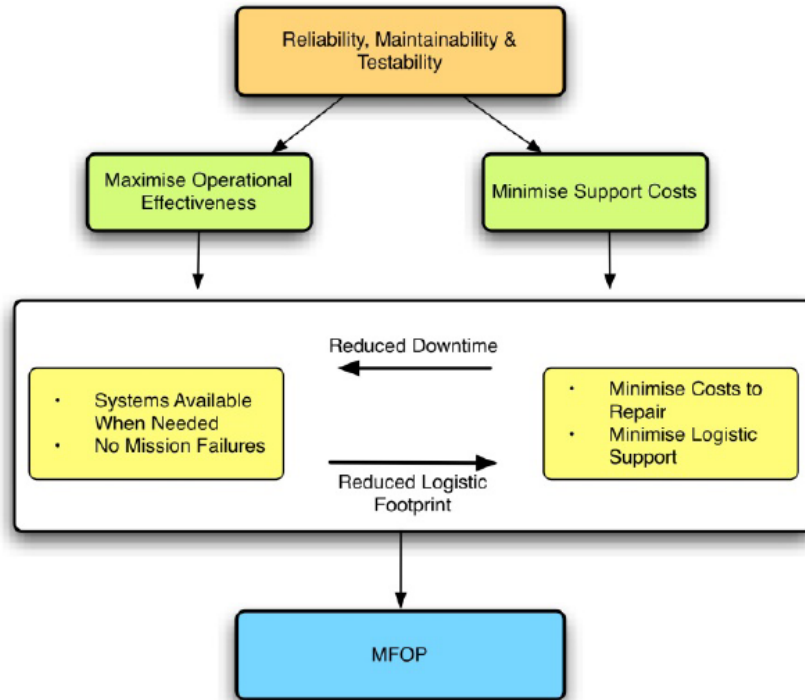 Reliability, Maintainability &
Testability
Maximise Operational
Effectiveness
Minimise Support Costs
Reduced Downtime
• Systems Available
When Needed
• No Mission Failures
• Minimise Costs to
Repair
• Minimise Logistic
Support
Reduced Logistic
Footprint
MFOP